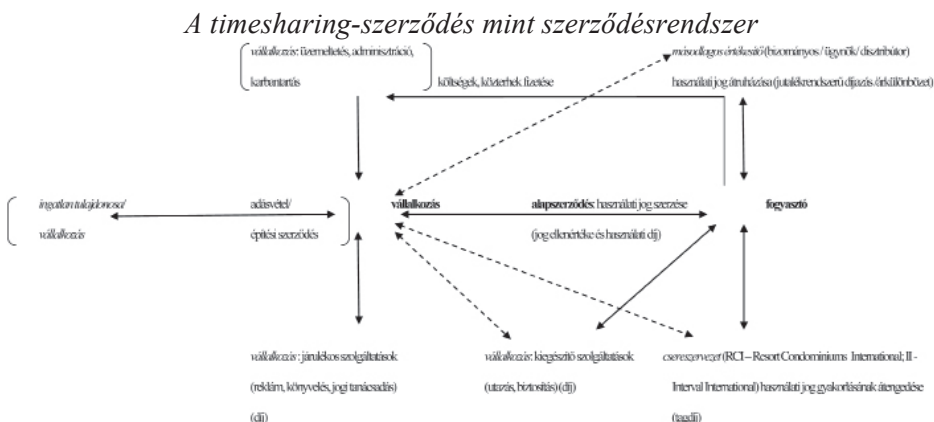 A timesharing-szerződés mint szerződésrendszer
vállalkozás: üzemeltetés, adminisztráció,
karbantartás
költségek, közterhek fizetése
másodlagos értékesítő (bizományos / ügynök / disztribútor)
használati jog átruházása (jutalékrendszerű díjazás /árkülönbözet)
ingatlan tulajdonosa/
vállalkozás
adásvétel/
építési szerződés
vállalkozás
alapszerződés: használati jog szerzése
(jog ellenértéke és használati díj)
fogyasztó
vállalkozás: járulékos szolgáltatások
(reklám, könyvelés, jogi tanácsadás)
(díj)
vállalkozás: kiegészítő szolgáltatások
(utazás, biztosítás) (díj)
csereszervezet (RCI – Resort Condominiums International; II -
Interval International) használati jog gyakorlásának átengedése
(tagdíj)